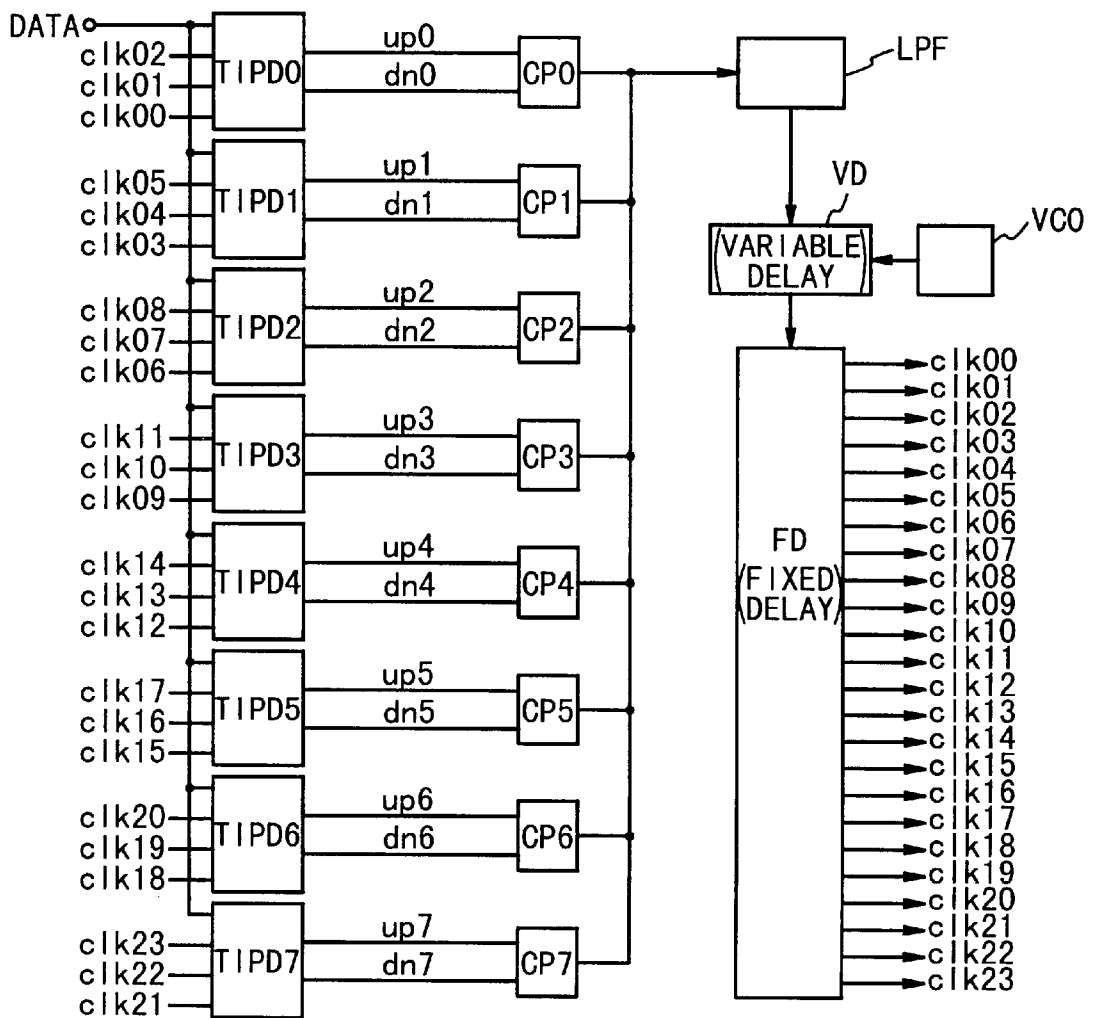 DATA
clk02
clk01
clk00
TIPD0
up0
dn0
CP0
LPF
clk05
clk04
clk03
TIPD1
up1
dn1
CP1
VD
(VARIABLE
DELAY)
VCO
clk08
clk07
clk06
TIPD2
up2
dn2
CP2
clk11
clk10
clk09
TIPD3
up3
dn3
CP3
clk14
clk13
clk12
TIPD4
up4
dn4
CP4
clk17
clk16
clk15
TIPD5
up5
dn5
CP5
clk20
clk19
clk18
TIPD6
up6
dn6
CP6
clk23
clk22
clk21
TIPD7
up7
dn7
CP7
FD
(FIXED
DELAY)
clk00
clk01
clk02
clk03
clk04
clk05
clk06
clk07
clk08
clk09
clk10
clk11
clk12
clk13
clk14
clk15
clk16
clk17
clk18
clk19
clk20
clk21
clk22
clk23